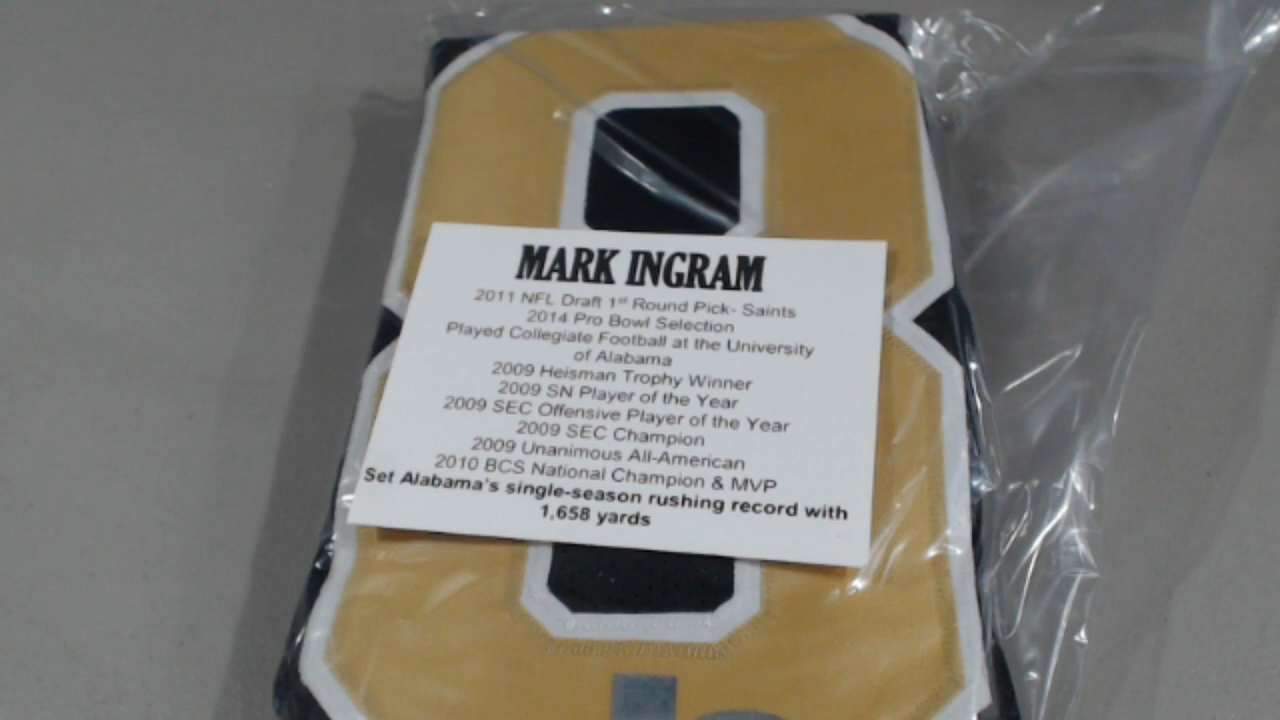 MARK INGRAM
2011 NFL Draft 1st Round Pick- Saints
2014 Pro Bowl Selection
Played Collegiate Football at the University
of Alabama
2009 Heisman Trophy Winner
2009 SN Player of the Year
2009 SEC Offensive Player of the Year
2009 SEC Champion
2009 Unanimous All-American
2010 BCS National Champion & MVP
Set Alabama's single-season rushing record with
1,658 yards